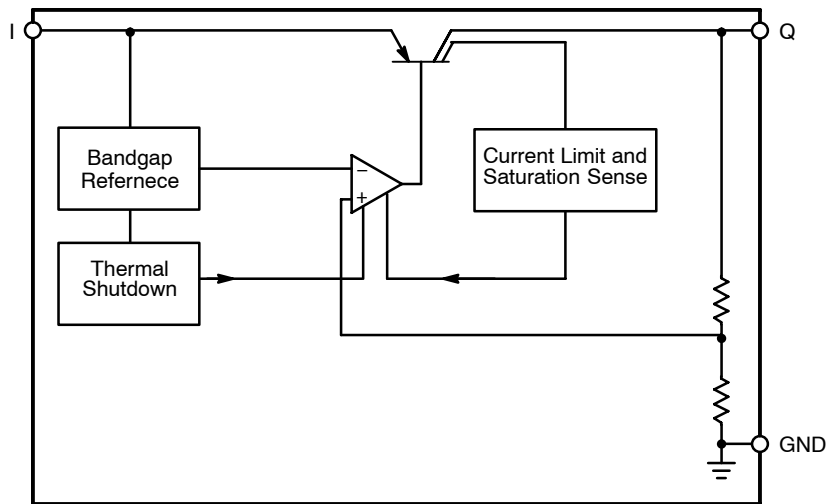 I
Q
Bandgap
Refernece
−
+
Current Limit and
Saturation Sense
Thermal
Shutdown
GND